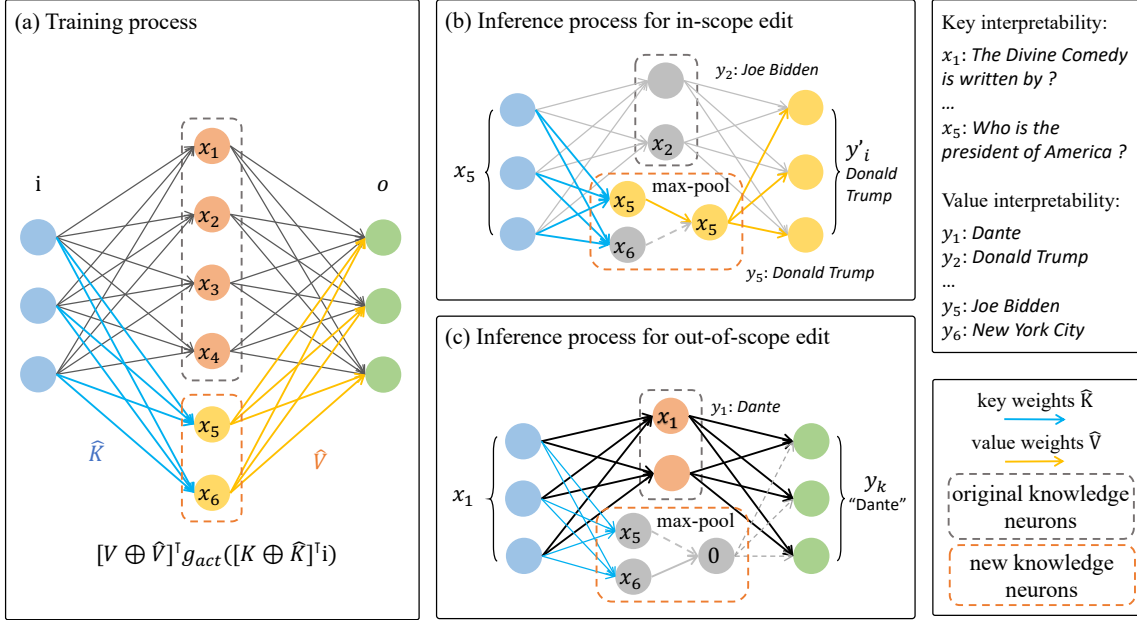 (a) Training process
i
x₁
x₂
x₃
x₄
x₅
x₆
o
K̂
V̂
[V ⊕ V̂]ᵀ g_act([K ⊕ K̂]ᵀi)
(b) Inference process for in-scope edit
y₂: Joe Bidden
x₂
x₅
max-pool
x₅
x₅
x₆
y'ᵢ
Donald
Trump
y₅: Donald Trump
(c) Inference process for out-of-scope edit
x₁
y₁: Dante
x₁
max-pool
x₅
0
x₆
yₖ
“Dante”
Key interpretability:
x₁: The Divine Comedy
is written by ?
...
x₅: Who is the
president of America ?
Value interpretability:
y₁: Dante
y₂: Donald Trump
...
y₅: Joe Bidden
y₆: New York City
key weights K̂
value weights V̂
original knowledge
neurons
new knowledge
neurons